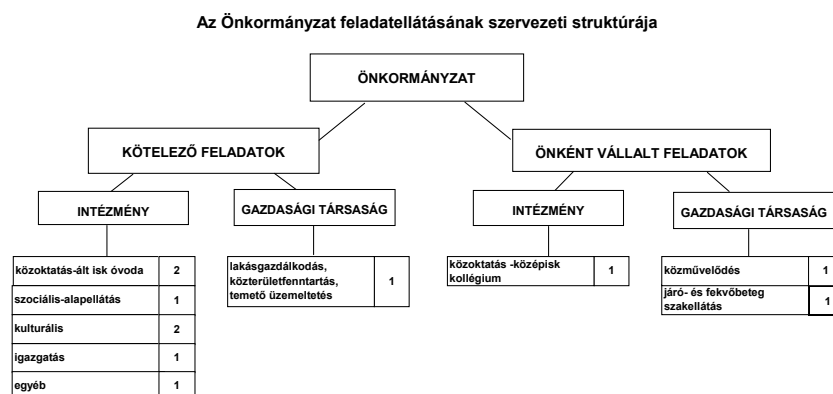 Az Önkormányzat feladatellátásának szervezeti struktúrája
ÖNKORMÁNYZAT
KÖTELEZŐ FELADATOK
ÖNKÉNT VÁLLALT FELADATOK
INTÉZMÉNY
GAZDASÁGI TÁRSASÁG
INTÉZMÉNY
GAZDASÁGI TÁRSASÁG
közoktatás-ált isk óvoda 2
szociális-alapellátás 1
kulturális 2
igazgatás 1
egyéb 1
lakásgazdálkodás,
közterületfenntartás, 1
temető üzemeltetés
közoktatás -középisk 1
kollégium
közművelődés 1
járó- és fekvőbeteg
szakellátás 1